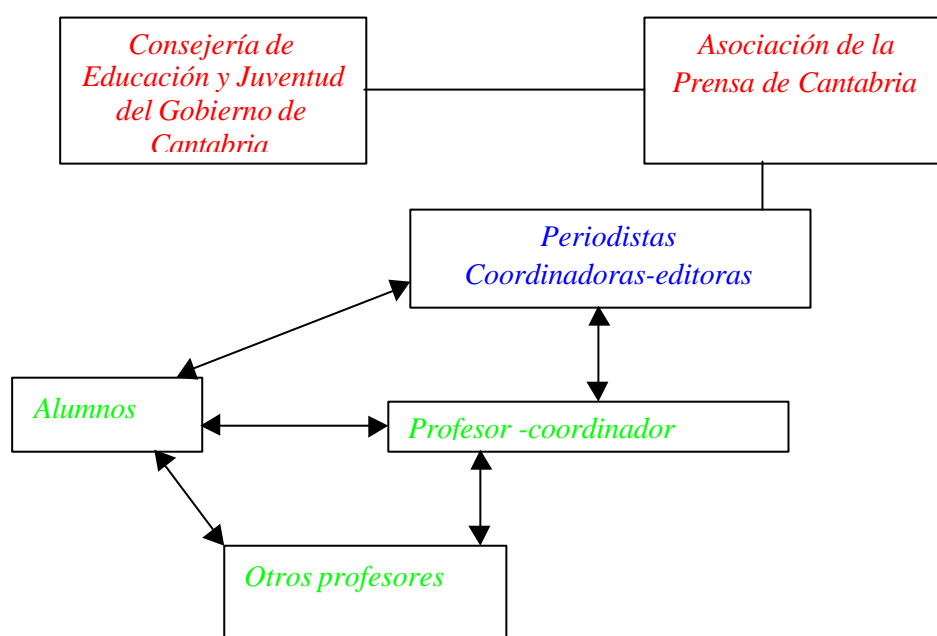 Consejería de
Educación y Juventud
del Gobierno de
Cantabria
Asociación de la
Prensa de Cantabria
Periodistas
Coordinadoras-editoras
Alumnos
Profesor -coordinador
Otros profesores